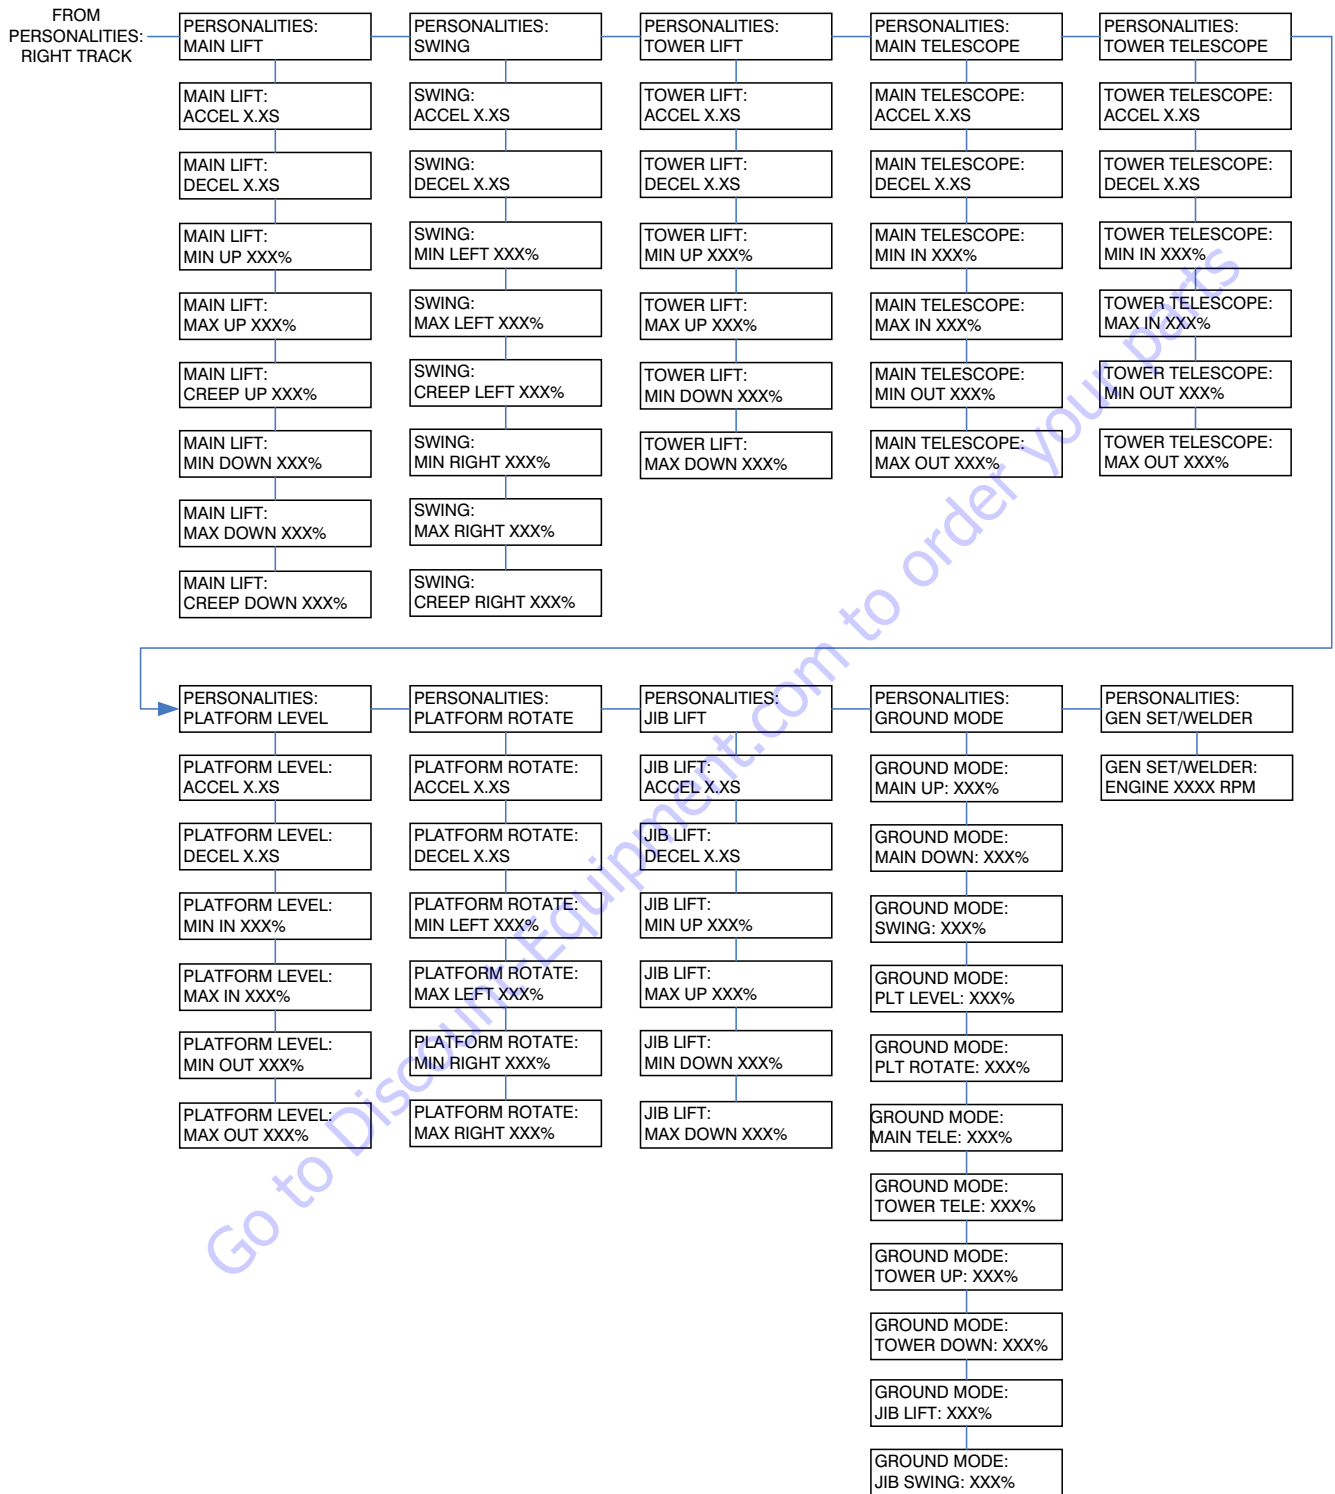 FROM
PERSONALITIES:
RIGHT TRACK
PERSONALITIES:
MAIN LIFT
MAIN LIFT:
ACCEL X.XS
MAIN LIFT:
DECEL X.XS
MAIN LIFT:
MIN UP XXX%
MAIN LIFT:
MAX UP XXX%
MAIN LIFT:
CREEP UP XXX%
MAIN LIFT:
MIN DOWN XXX%
MAIN LIFT:
MAX DOWN XXX%
MAIN LIFT:
CREEP DOWN XXX%
PERSONALITIES:
SWING
SWING:
ACCEL X.XS
SWING:
DECEL X.XS
SWING:
MIN LEFT XXX%
SWING:
MAX LEFT XXX%
SWING:
CREEP LEFT XXX%
SWING:
MIN RIGHT XXX%
SWING:
MAX RIGHT XXX%
SWING:
CREEP RIGHT XXX%
PERSONALITIES:
TOWER LIFT
TOWER LIFT:
ACCEL X.XS
TOWER LIFT:
DECEL X.XS
TOWER LIFT:
MIN UP XXX%
TOWER LIFT:
MAX UP XXX%
TOWER LIFT:
MIN DOWN XXX%
TOWER LIFT:
MAX DOWN XXX%
PERSONALITIES:
MAIN TELESCOPE
MAIN TELESCOPE:
ACCEL X.XS
MAIN TELESCOPE:
DECEL X.XS
MAIN TELESCOPE:
MIN IN XXX%
MAIN TELESCOPE:
MAX IN XXX%
MAIN TELESCOPE:
MIN OUT XXX%
MAIN TELESCOPE:
MAX OUT XXX%
PERSONALITIES:
TOWER TELESCOPE
TOWER TELESCOPE:
ACCEL X.XS
TOWER TELESCOPE:
DECEL X.XS
TOWER TELESCOPE:
MIN IN XXX%
TOWER TELESCOPE:
MAX IN XXX%
TOWER TELESCOPE:
MIN OUT XXX%
TOWER TELESCOPE:
MAX OUT XXX%
PERSONALITIES:
PLATFORM LEVEL
PLATFORM LEVEL:
ACCEL X.XS
PLATFORM LEVEL:
DECEL X.XS
PLATFORM LEVEL:
MIN IN XXX%
PLATFORM LEVEL:
MAX IN XXX%
PLATFORM LEVEL:
MIN OUT XXX%
PLATFORM LEVEL:
MAX OUT XXX%
PERSONALITIES:
PLATFORM ROTATE
PLATFORM ROTATE:
ACCEL X.XS
PLATFORM ROTATE:
DECEL X.XS
PLATFORM ROTATE:
MIN LEFT XXX%
PLATFORM ROTATE:
MAX LEFT XXX%
PLATFORM ROTATE:
MIN RIGHT XXX%
PLATFORM ROTATE:
MAX RIGHT XXX%
PERSONALITIES:
JIB LIFT
JIB LIFT:
ACCEL X.XS
JIB LIFT:
DECEL X.XS
JIB LIFT:
MIN UP XXX%
JIB LIFT:
MAX UP XXX%
JIB LIFT:
MIN DOWN XXX%
JIB LIFT:
MAX DOWN XXX%
PERSONALITIES:
GROUND MODE
GROUND MODE:
MAIN UP: XXX%
GROUND MODE:
MAIN DOWN: XXX%
GROUND MODE:
SWING: XXX%
GROUND MODE:
PLT LEVEL: XXX%
GROUND MODE:
PLT ROTATE: XXX%
GROUND MODE:
MAIN TELE: XXX%
GROUND MODE:
TOWER TELE: XXX%
GROUND MODE:
TOWER UP: XXX%
GROUND MODE:
TOWER DOWN: XXX%
GROUND MODE:
JIB LIFT: XXX%
GROUND MODE:
JIB SWING: XXX%
PERSONALITIES:
GEN SET/WELDER
GEN SET/WELDER:
ENGINE XXXX RPM
Go to Discount-Equipment.com to order your parts